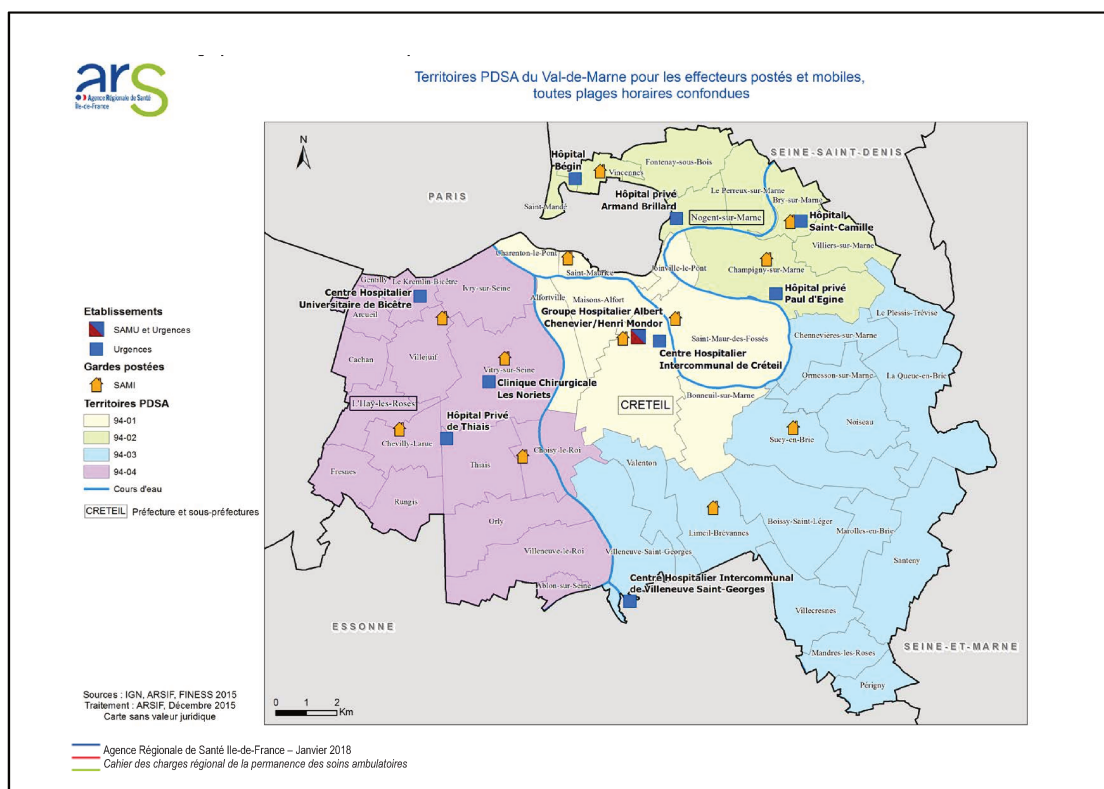 ars
Agence Régionale de Santé
Ile-de-France
Territoires PDSA du Val-de-Marne pour les effecteurs postés et mobiles,
toutes plages horaires confondues
N
PARIS
SEINE-SAINT-DENIS
Hôpital
Bégin
Vincennes
Fontenay-sous-Bois
Saint-Mandé
Hôpital privé
Armand Brillard
Le Perreux-sur-Marne
Nogent-sur-Marne
Bry-sur-Marne
Hôpital
Saint-Camille
Villiers-sur-Marne
Champigny-sur-Marne
Charenton-le-Pont
Saint-Maurice
Joinville-le-Pont
Hôpital privé
Paul d'Egine
Gentilly
Le Kremlin-Bicêtre
Ivry-sur-Seine
Centre Hospitalier
Universitaire de Bicêtre
Arcueil
Alfortville
Maisons-Alfort
Groupe Hospitalier Albert
Chenevier/Henri Mondor
Saint-Maur-des-Fossés
Centre Hospitalier
Intercommunal de Créteil
Le Plessis-Trévise
Chennevières-sur-Marne
Cachan
Villejuif
Vitry-sur-Seine
Clinique Chirurgicale
Les Noriets
Ormesson-sur-Marne
La Queue-en-Brie
Bonneuil-sur-Marne
L'Haÿ-les-Roses
CRETEIL
Hôpital Privé
de Thiais
Noiseau
Sucy-en-Brie
Chevilly-Larue
Choisy-le-Roi
Thiais
Valenton
Fresnes
Rungis
Orly
Limeil-Brévannes
Boissy-Saint-Léger
Marolles-en-Brie
Villeneuve-le-Roi
Villeneuve-Saint-Georges
Santeny
Ablon-sur-Seine
Centre Hospitalier Intercommunal
de Villeneuve Saint-Georges
Villecresnes
ESSONNE
SEINE-ET-MARNE
Mandres-les-Roses
Périgny
Etablissements
SAMU et Urgences
Urgences
Gardes postées
SAMI
Territoires PDSA
94-01
94-02
94-03
94-04
Cours d'eau
CRETEIL Préfecture et sous-préfectures
Sources : IGN, ARSIF, FINESS 2015
Traitement : ARSIF, Décembre 2015
Carte sans valeur juridique
0 1 2
Km
Agence Régionale de Santé Ile-de-France – Janvier 2018
Cahier des charges régional de la permanence des soins ambulatoires